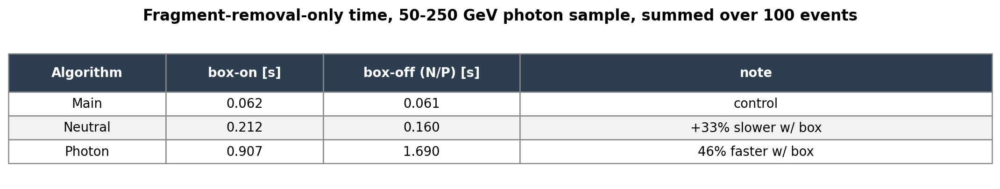 Fragment-removal-only time, 50-250 GeV photon sample, summed over 100 events
Algorithm box-on [s] box-off (N/P) [s] note
Main 0.062 0.061 control
Neutral 0.212 0.160 +33% slower w/ box
Photon 0.907 1.690 46% faster w/ box